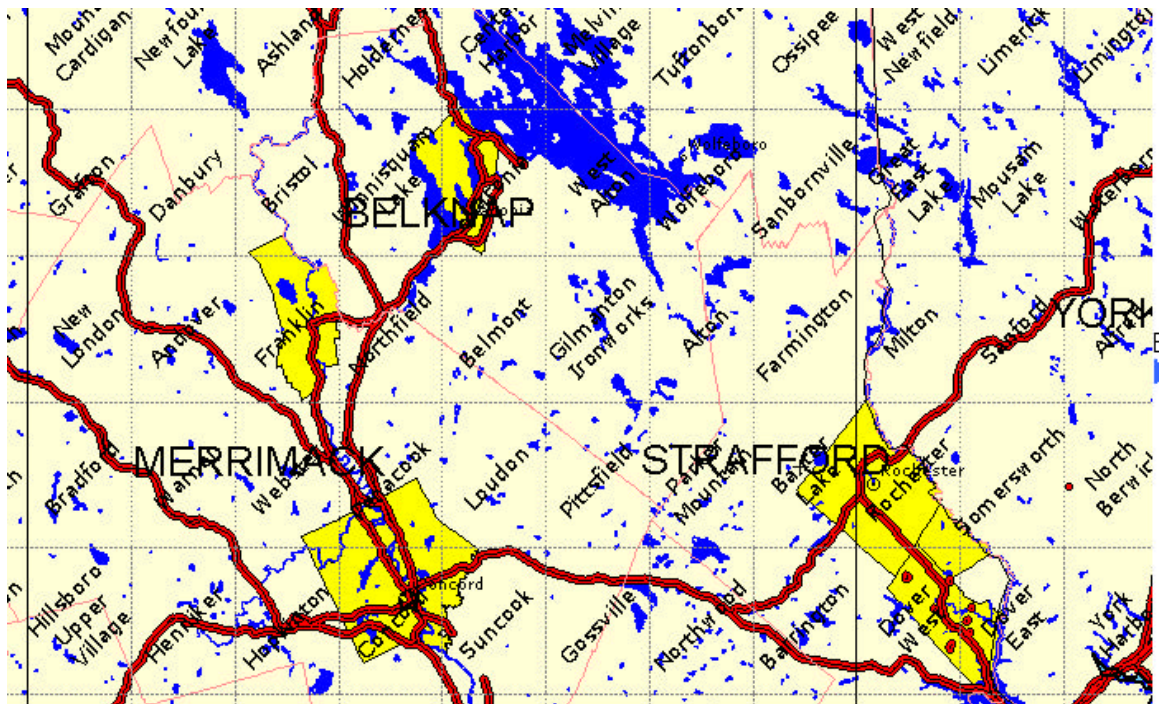 Mount
Cardigan
Newfound
Lake
Ashland
Holderness
Center
Harbor
Melvin
Village
Tuftonboro
Ossipee
West
Newfield
Limerick
Limington
Grafton
Danbury
Bristol
Winnisquam
Lake
Laconia
West
Alton
Wolfeboro
Wolfeboro
Sanbornville
Great
East
Lake
Mousam
Lake
Waterboro
BELKNAP
New
London
Andover
Franklin
Northfield
Belmont
Gilmanton
Ironworks
Alton
Farmington
Milton
Sanford
Alfred
YORK
MERRIMACK
STRAFFORD
Bradford
Warner
Webster
Penacook
Loudon
Pittsfield
Parker
Mountain
Baxter
Lake
Rochester
Rochester
Somersworth
North
Berwick
Hillsboro
Upper
Village
Henniker
Hopkinton
Concord
Concord
Suncook
Gossville
Northwood
Barrington
Dover
West
Dover
East
York
Harbor